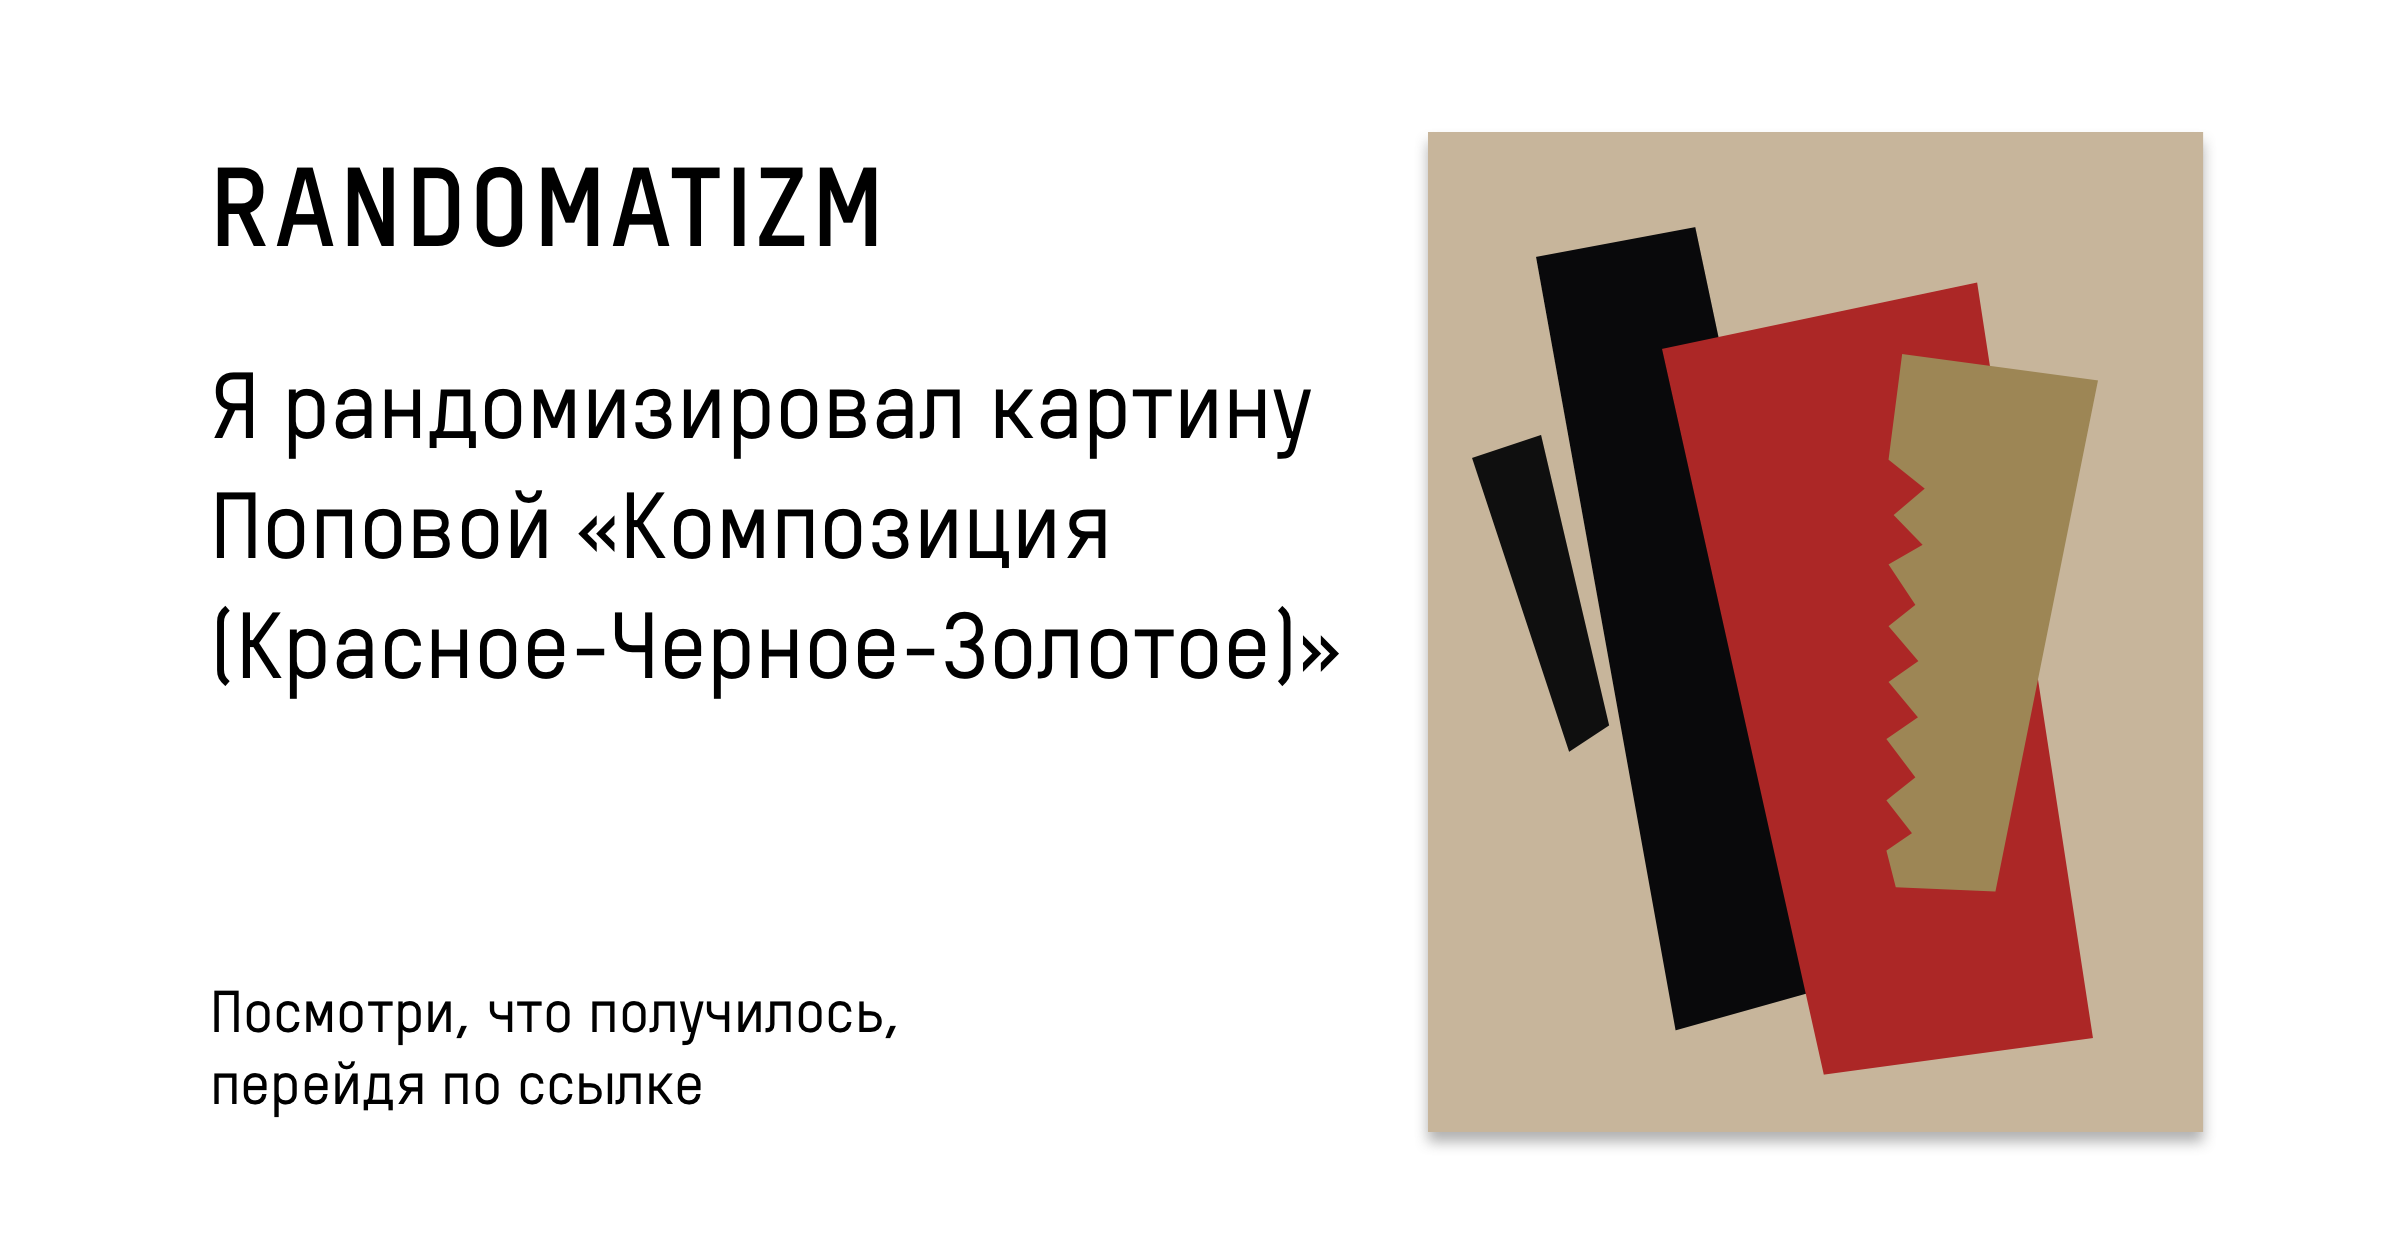 RANDOMATIZM
Я рандомизировал картину
Поповой «Композиция
(Красное-Черное-Золотое)»
Посмотри, что получилось,
перейдя по ссылке